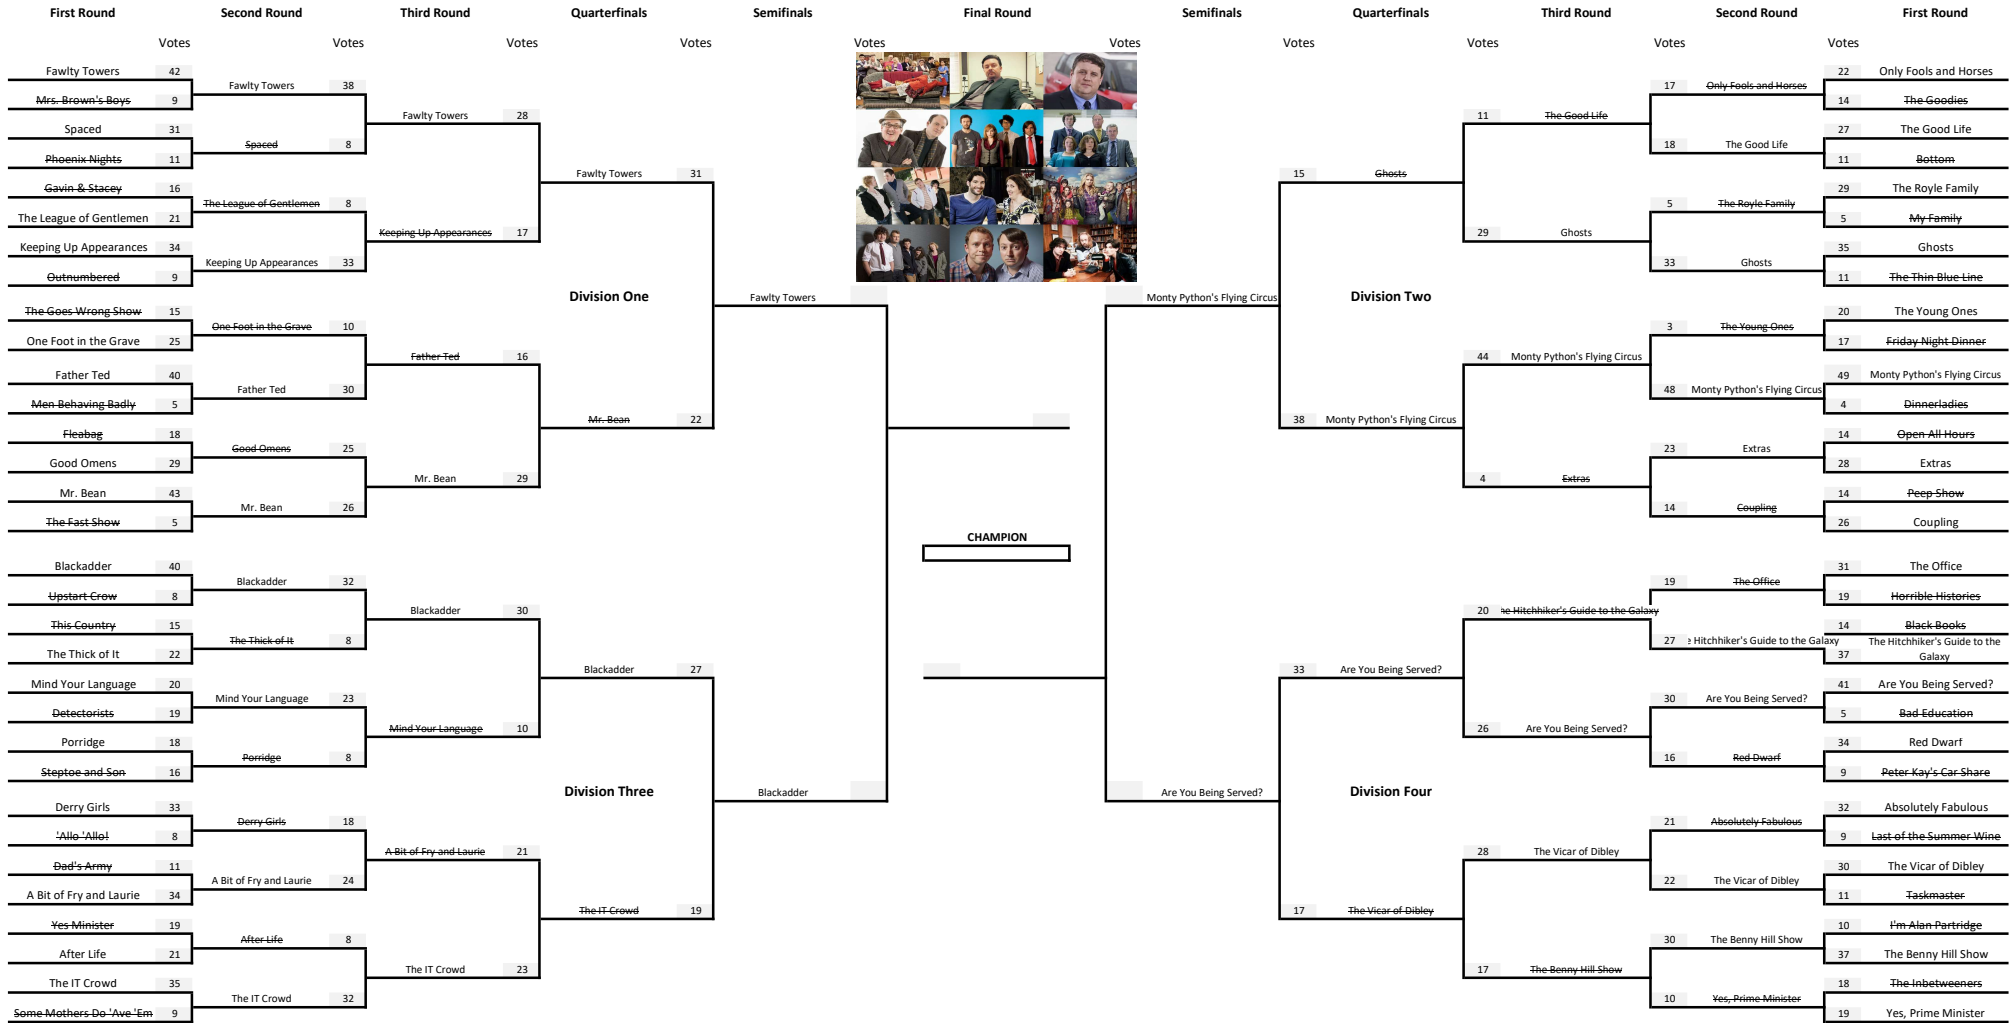 First Round Second Round Third Round Quarterfinals Semifinals Final Round Semifinals Quarterfinals Third Round Second Round First Round
Votes Votes Votes Votes Votes Votes Votes Votes Votes Votes
Fawlty Towers 42
Mrs. Brown's Boys 9
Spaced 31
Phoenix Nights 11
Gavin & Stacey 16
The League of Gentlemen 21
Keeping Up Appearances 34
Outnumbered 9
The Goes Wrong Show 15
One Foot in the Grave 25
Father Ted 40
Men Behaving Badly 5
Fleabag 18
Good Omens 29
Mr. Bean 43
The Fast Show 5
Blackadder 40
Upstart Crow 8
This Country 15
The Thick of It 22
Mind Your Language 20
Detectorists 19
Porridge 18
Steptoe and Son 16
Derry Girls 33
'Allo 'Allo! 8
Dad's Army 11
A Bit of Fry and Laurie 34
Yes Minister 19
After Life 21
The IT Crowd 35
Some Mothers Do 'Ave 'Em 9
Fawlty Towers 38
Spaced 8
The League of Gentlemen 8
Keeping Up Appearances 33
One Foot in the Grave 10
Father Ted 30
Good Omens 25
Mr. Bean 26
Blackadder 32
The Thick of It 8
Mind Your Language 23
Porridge 8
Derry Girls 18
A Bit of Fry and Laurie 24
After Life 8
The IT Crowd 32
Fawlty Towers 28
Keeping Up Appearances 17
Father Ted 16
Mr. Bean 29
Blackadder 30
Mind Your Language 10
A Bit of Fry and Laurie 21
The IT Crowd 23
Fawlty Towers 31
Division One
Mr. Bean 22
Blackadder 27
Division Three
The IT Crowd 19
Fawlty Towers
Blackadder
CHAMPION
Monty Python's Flying Circus
Are You Being Served?
15 Ghosts
Division Two
38 Monty Python's Flying Circus
33 Are You Being Served?
Division Four
17 The Vicar of Dibley
11 The Good Life
29 Ghosts
44 Monty Python's Flying Circus
4 Extras
20 he Hitchhiker's Guide to the Galaxy
26 Are You Being Served?
28 The Vicar of Dibley
17 The Benny Hill Show
17 Only Fools and Horses
18 The Good Life
5 The Royle Family
33 Ghosts
3 The Young Ones
48 Monty Python's Flying Circus
23 Extras
14 Coupling
19 The Office
27 e Hitchhiker's Guide to the Galaxy
30 Are You Being Served?
16 Red Dwarf
21 Absolutely Fabulous
22 The Vicar of Dibley
30 The Benny Hill Show
10 Yes, Prime Minister
22 Only Fools and Horses
14 The Goodies
27 The Good Life
11 Bottom
29 The Royle Family
5 My Family
35 Ghosts
11 The Thin Blue Line
20 The Young Ones
17 Friday Night Dinner
49 Monty Python's Flying Circus
4 Dinnerladies
14 Open All Hours
28 Extras
14 Peep Show
26 Coupling
31 The Office
19 Horrible Histories
14 Black Books
The Hitchhiker's Guide to the
37 Galaxy
41 Are You Being Served?
5 Bad Education
34 Red Dwarf
9 Peter Kay's Car Share
32 Absolutely Fabulous
9 Last of the Summer Wine
30 The Vicar of Dibley
11 Taskmaster
10 I'm Alan Partridge
37 The Benny Hill Show
18 The Inbetweeners
19 Yes, Prime Minister